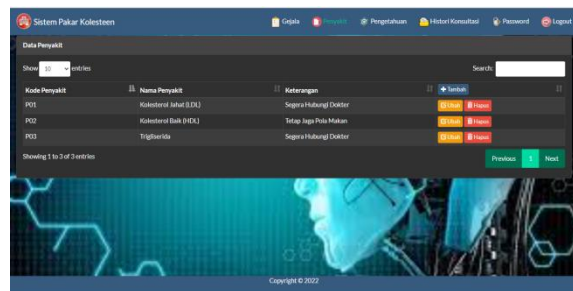 Sistem Pakar Kolesteen Gejala Penyakit Pengetahuan Histori Konsultasi Password Logout
Data Penyakit
Show 10 entries Search:
Kode Penyakit Nama Penyakit Keterangan + Tambah
P01 Kolesterol Jahat (LDL) Segera Hubungi Dokter Ubah Hapus
P02 Kolesterol Baik (HDL) Tetap Jaga Pola Makan Ubah Hapus
P03 Trigliserida Segera Hubungi Dokter Ubah Hapus
Showing 1 to 3 of 3 entries Previous 1 Next
Copyright © 2022